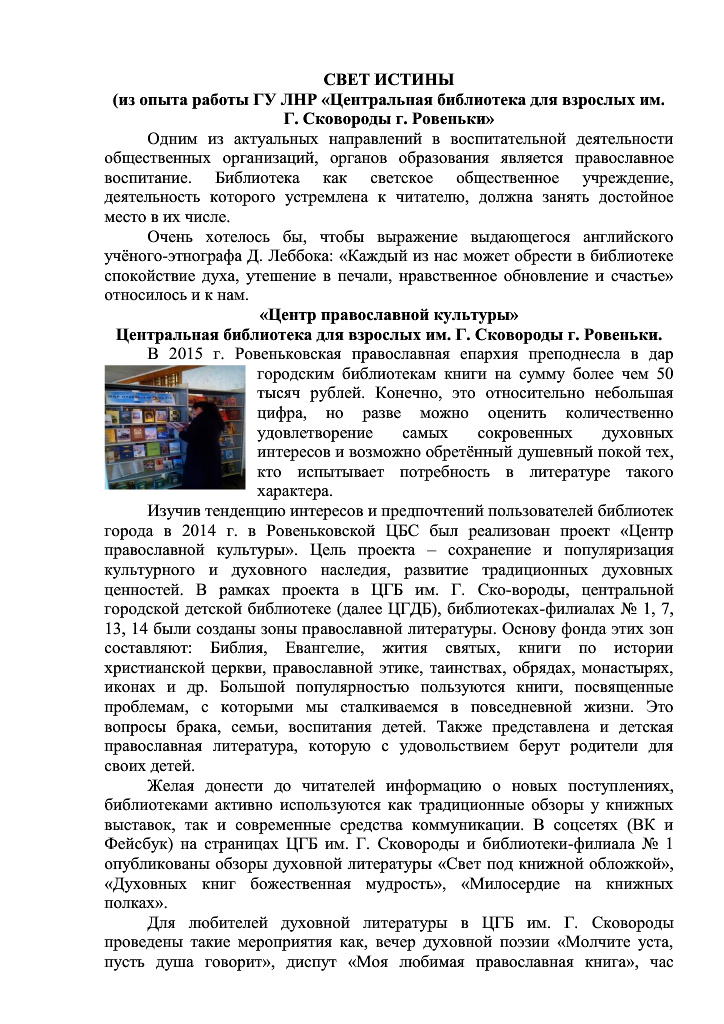 СВЕТ ИСТИНЫ
(из опыта работы ГУ ЛНР «Центральная библиотека для взрослых им.
Г. Сковороды г. Ровеньки»
Одним из актуальных направлений в воспитательной деятельности
общественных организаций, органов образования является православное
воспитание. Библиотека как светское общественное учреждение,
деятельность которого устремлена к читателю, должна занять достойное
место в их числе.
Очень хотелось бы, чтобы выражение выдающегося английского
учёного-этнографа Д. Леббока: «Каждый из нас может обрести в библиотеке
спокойствие духа, утешение в печали, нравственное обновление и счастье»
относилось и к нам.
«Центр православной культуры»
Центральная библиотека для взрослых им. Г. Сковороды г. Ровеньки.
В 2015 г. Ровеньковская православная епархия преподнесла в дар
городским библиотекам книги на сумму более чем 50
тысяч рублей. Конечно, это относительно небольшая
цифра, но разве можно оценить количественно
удовлетворение самых сокровенных духовных
интересов и возможно обретённый душевный покой тех,
кто испытывает потребность в литературе такого
характера.
Изучив тенденцию интересов и предпочтений пользователей библиотек
города в 2014 г. в Ровеньковской ЦБС был реализован проект «Центр
православной культуры». Цель проекта – сохранение и популяризация
культурного и духовного наследия, развитие традиционных духовных
ценностей. В рамках проекта в ЦГБ им. Г. Ско-вороды, центральной
городской детской библиотеке (далее ЦГДБ), библиотеках-филиалах № 1, 7,
13, 14 были созданы зоны православной литературы. Основу фонда этих зон
составляют: Библия, Евангелие, жития святых, книги по истории
христианской церкви, православной этике, таинствах, обрядах, монастырях,
иконах и др. Большой популярностью пользуются книги, посвященные
проблемам, с которыми мы сталкиваемся в повседневной жизни. Это
вопросы брака, семьи, воспитания детей. Также представлена и детская
православная литература, которую с удовольствием берут родители для
своих детей.
Желая донести до читателей информацию о новых поступлениях,
библиотеками активно используются как традиционные обзоры у книжных
выставок, так и современные средства коммуникации. В соцсетях (ВК и
Фейсбук) на страницах ЦГБ им. Г. Сковороды и библиотеки-филиала № 1
опубликованы обзоры духовной литературы «Свет под книжной обложкой»,
«Духовных книг божественная мудрость», «Милосердие на книжных
полках».
Для любителей духовной литературы в ЦГБ им. Г. Сковороды
проведены такие мероприятия как, вечер духовной поэзии «Молчите уста,
пусть душа говорит», диспут «Моя любимая православная книга», час